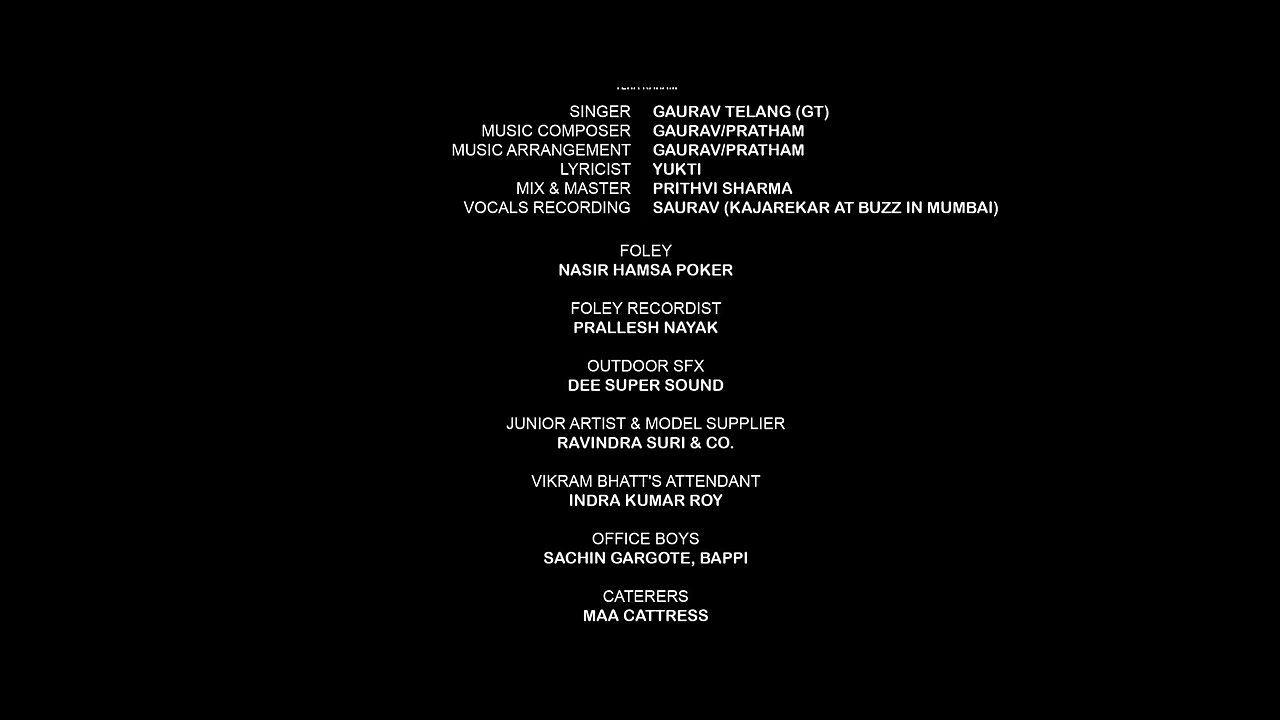 SINGER GAURAV TELANG (GT)
MUSIC COMPOSER GAURAV/PRATHAM
MUSIC ARRANGEMENT GAURAV/PRATHAM
LYRICIST YUKTI
MIX & MASTER PRITHVI SHARMA
VOCALS RECORDING SAURAV (KAJAREKAR AT BUZZ IN MUMBAI)
FOLEY
NASIR HAMSA POKER
FOLEY RECORDIST
PRALLESH NAYAK
OUTDOOR SFX
DEE SUPER SOUND
JUNIOR ARTIST & MODEL SUPPLIER
RAVINDRA SURI & CO.
VIKRAM BHATT'S ATTENDANT
INDRA KUMAR ROY
OFFICE BOYS
SACHIN GARGOTE, BAPPI
CATERERS
MAA CATTRESS